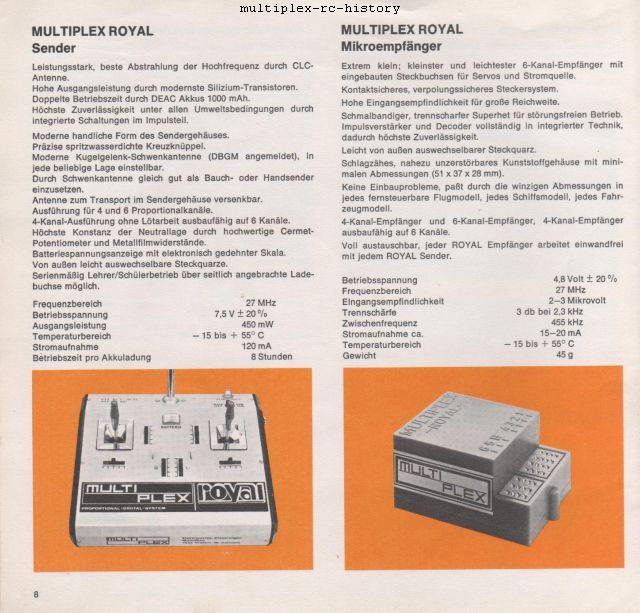 multiplex-rc-history
MULTIPLEX ROYAL
Sender
Leistungsstark, beste Abstrahlung der Hochfrequenz durch CLC-
Antenne.
Hohe Ausgangsleistung durch modernste Silizium-Transistoren.
Doppelte Betriebszeit durch DEAC Akkus 1000 mAh.
Höchste Zuverlässigkeit unter allen Umweltsbedingungen durch
integrierte Schaltungen im Impulsteil.
Moderne handliche Form des Sendergehäuses.
Präzise spritzwasserdichte Kreuzknüppel.
Moderne Kugelgelenk-Schwenkantenne (DBGM angemeldet), in
jede beliebige Lage einstellbar.
Durch Schwenkantenne gleich gut als Bauch- oder Handsender
einzusetzen.
Antenne zum Transport im Sendergehäuse versenkbar.
Ausführung für 4 und 6 Proportionalkanäle.
4-Kanal-Ausführung ohne Lötarbeit ausbaufähig auf 6 Kanäle.
Höchste Konstanz der Neutrallage durch hochwertige Cermet-
Potentiometer und Metallfilmwiderstände.
Batteriespannungsanzeige mit elektronisch gedehnter Skala.
Von außen leicht auswechselbare Steckquarze.
Serienmäßig Lehrer/Schülerbetrieb über seitlich angebrachte Lade-
buchse möglich.
Frequenzbereich 27 MHz
Betriebsspannung 7,5 V ± 20 %
Ausgangsleistung 450 mW
Temperaturbereich — 15 bis + 55° C
Stromaufnahme 120 mA
Betriebszeit pro Akkuladung 8 Stunden
BATTERIE
MULTI
PLEX
royal
PROPORTIONAL-DIGITAL-SYSTEM
MULTI
PLEX
8
MULTIPLEX ROYAL
Mikroempfänger
Extrem klein; kleinster und leichtester 6-Kanal-Empfänger mit
eingebauten Steckbuchsen für Servos und Stromquelle.
Kontaktsicheres, verpolungssicheres Steckersystem.
Hohe Eingangsempfindlichkeit für große Reichweite.
Schmalbandiger, trennscharfer Superhet für störungsfreien Betrieb.
Impulsverstärker und Decoder vollständig in integrierter Technik,
dadurch höchste Zuverlässigkeit.
Leicht von außen auswechselbarer Steckquarz.
Schlagzähes, nahezu unzerstörbares Kunststoffgehäuse mit mini-
malen Abmessungen (51 x 37 x 28 mm).
Keine Einbauprobleme, paßt durch die winzigen Abmessungen in
jedes fernsteuerbare Flugmodell, jedes Schiffsmodell, jedes Fahr-
zeugmodell.
4-Kanal-Empfänger und 6-Kanal-Empfänger, 4-Kanal-Empfänger
ausbaufähig auf 6 Kanäle.
Voll austauschbar, jeder ROYAL Empfänger arbeitet einwandfrei
mit jedem ROYAL Sender.
Betriebsspannung 4,8 Volt ± 20 %
Frequenzbereich 27 MHz
Eingangsempfindlichkeit 2—3 Mikrovolt
Trennschärfe 3 db bei 2,3 kHz
Zwischenfrequenz 455 kHz
Stromaufnahme ca. 15—20 mA
Temperaturbereich — 15 bis + 55° C
Gewicht 45 g
MULTIPLEX
-ROYAL-
65B 4321
MULTI
PLEX